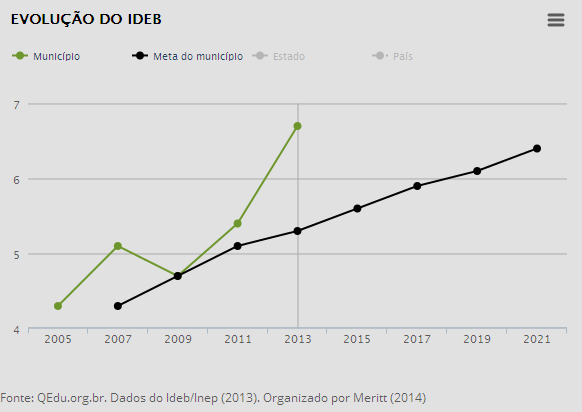 EVOLUÇÃO DO IDEB
Município Meta do município Estado País
7
6
5
4
2005 2007 2009 2011 2013 2015 2017 2019 2021
Fonte: QEdu.org.br. Dados do Ideb/Inep (2013). Organizado por Meritt (2014)